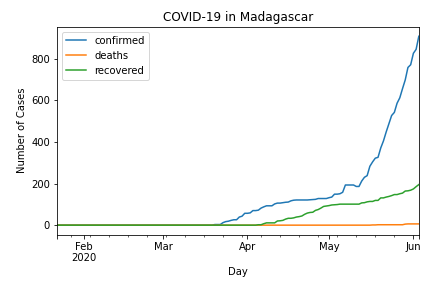 COVID-19 in Madagascar
confirmed
deaths
recovered
Number of Cases
800
600
400
200
0
Feb
2020
Mar
Apr
May
Jun
Day